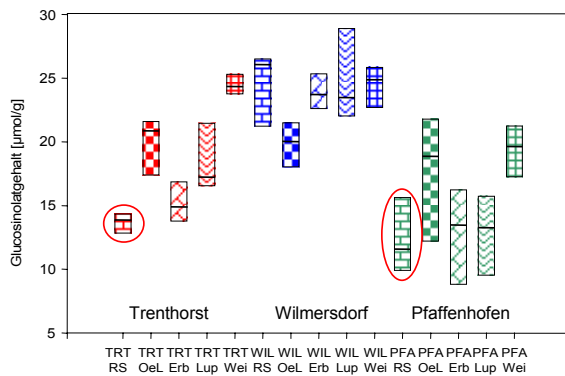 30
25
20
15
10
5
Glucosinolatgehalt [µmol/g]
Trenthorst Wilmersdorf Pfaffenhofen
TRT TRT TRT TRT TRT WIL WIL WIL WIL WIL PFA PFA PFA PFA PFA
RS OeL Erb Lup Wei RS OeL Erb Lup Wei RS OeL Erb Lup Wei